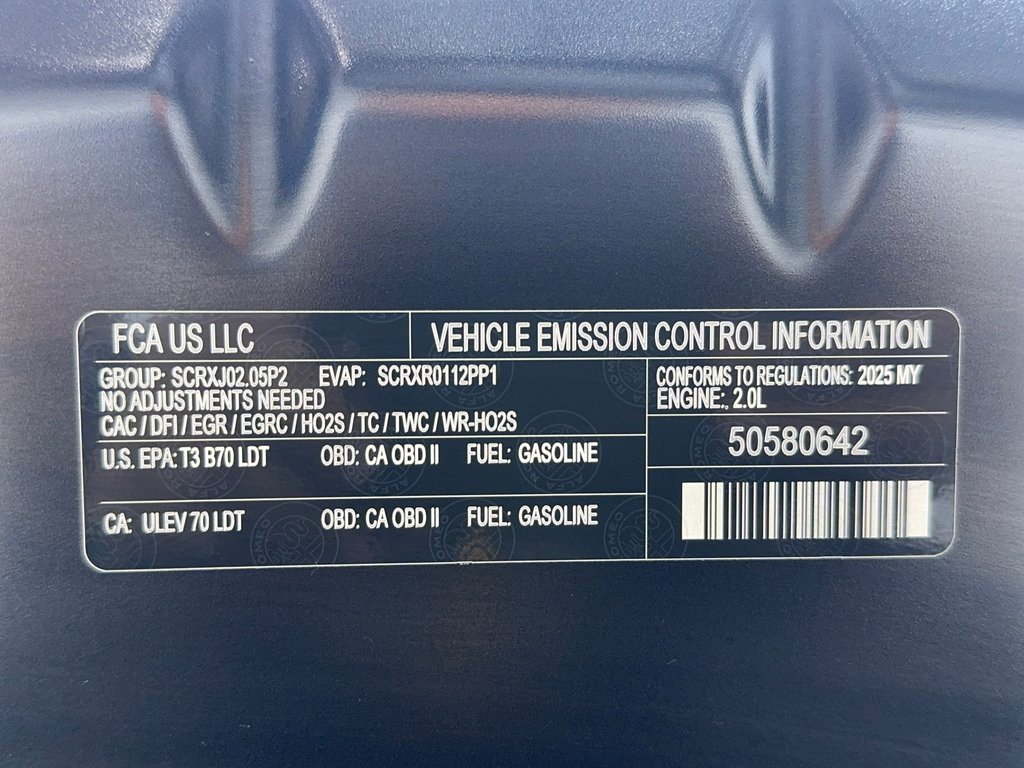 FCA US LLC
VEHICLE EMISSION CONTROL INFORMATION
GROUP: SCRXJ02.05P2 EVAP: SCRXR0112PP1
NO ADJUSTMENTS NEEDED
CAC / DFI / EGR / EGRC / HO2S / TC / TWC / WR-HO2S
CONFORMS TO REGULATIONS: 2025 MY
ENGINE: 2.0L
U.S. EPA: T3 B70 LDT OBD: CA OBD II FUEL: GASOLINE
50580642
CA: ULEV 70 LDT OBD: CA OBD II FUEL: GASOLINE